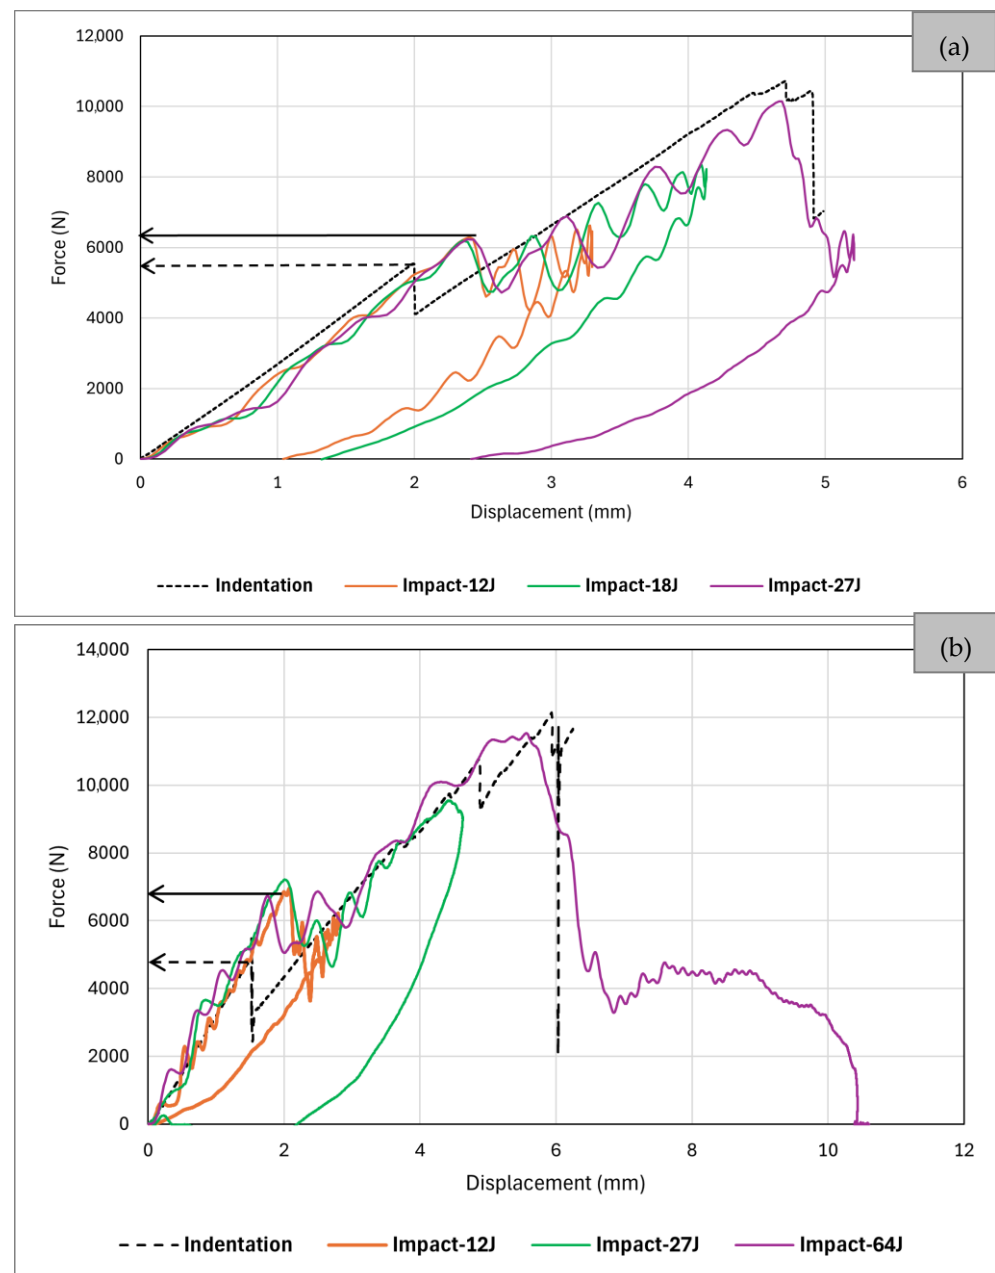 (a)
12,000
10,000
8000
6000
4000
2000
0
Force (N)
0 1 2 3 4 5 6
Displacement (mm)
Indentation Impact-12J Impact-18J Impact-27J
(b)
14,000
12,000
10,000
8000
6000
4000
2000
0
Force (N)
0 2 4 6 8 10 12
Displacement (mm)
Indentation Impact-12J Impact-27J Impact-64J